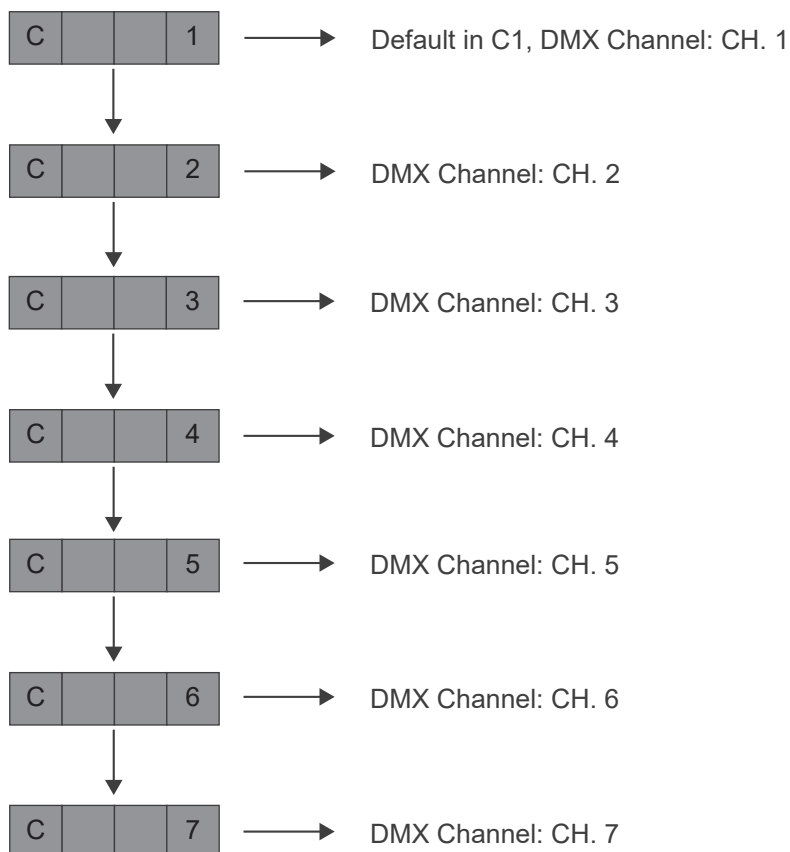 C 1 Default in C1, DMX Channel: CH. 1
C 2 DMX Channel: CH. 2
C 3 DMX Channel: CH. 3
C 4 DMX Channel: CH. 4
C 5 DMX Channel: CH. 5
C 6 DMX Channel: CH. 6
C 7 DMX Channel: CH. 7